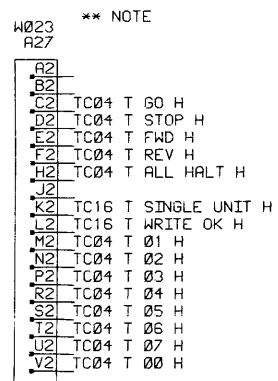 ** NOTE
W023
A27
A2
B2
C2 TC04 T GO H
D2 TC04 T STOP H
E2 TC04 T FWD H
F2 TC04 T REV H
H2 TC04 T ALL HALT H
J2
K2 TC16 T SINGLE UNIT H
L2 TC16 T WRITE OK H
M2 TC04 T 01 H
N2 TC04 T 02 H
P2 TC04 T 03 H
R2 TC04 T 04 H
S2 TC04 T 05 H
T2 TC04 T 06 H
U2 TC04 T 07 H
V2 TC04 T 00 H